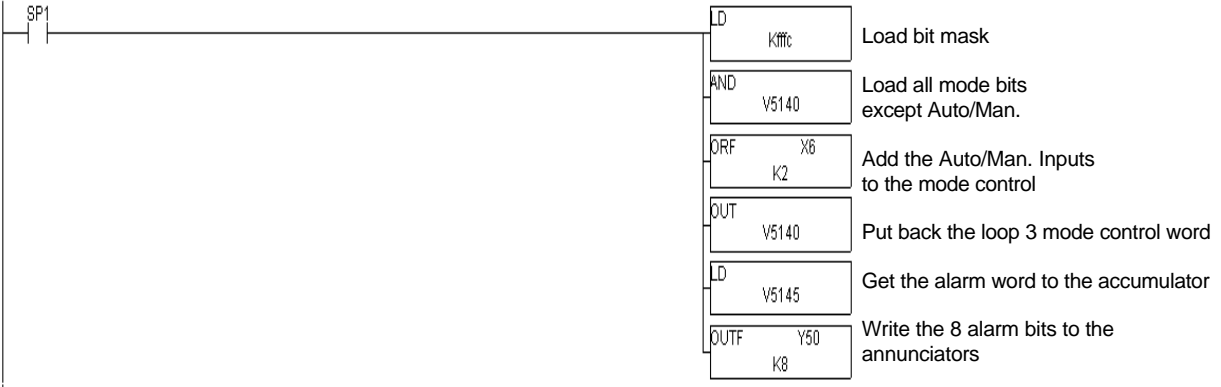 SP1
LD
Kfffc
Load bit mask
AND
V5140
Load all mode bits
except Auto/Man.
ORF X6
K2
Add the Auto/Man. Inputs
to the mode control
OUT
V5140
Put back the loop 3 mode control word
LD
V5145
Get the alarm word to the accumulator
OUTF Y50
K8
Write the 8 alarm bits to the
annunciators